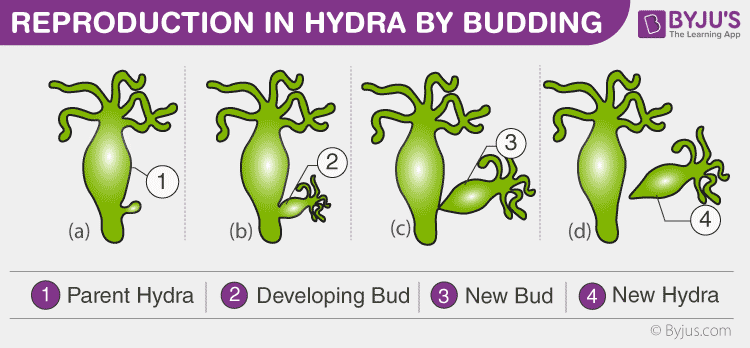 REPRODUCTION IN HYDRA BY BUDDING
BYJU'S
The Learning App
1
2
3
4
(a)
(b)
(c)
(d)
1 Parent Hydra
2 Developing Bud
3 New Bud
4 New Hydra
© Byjus.com